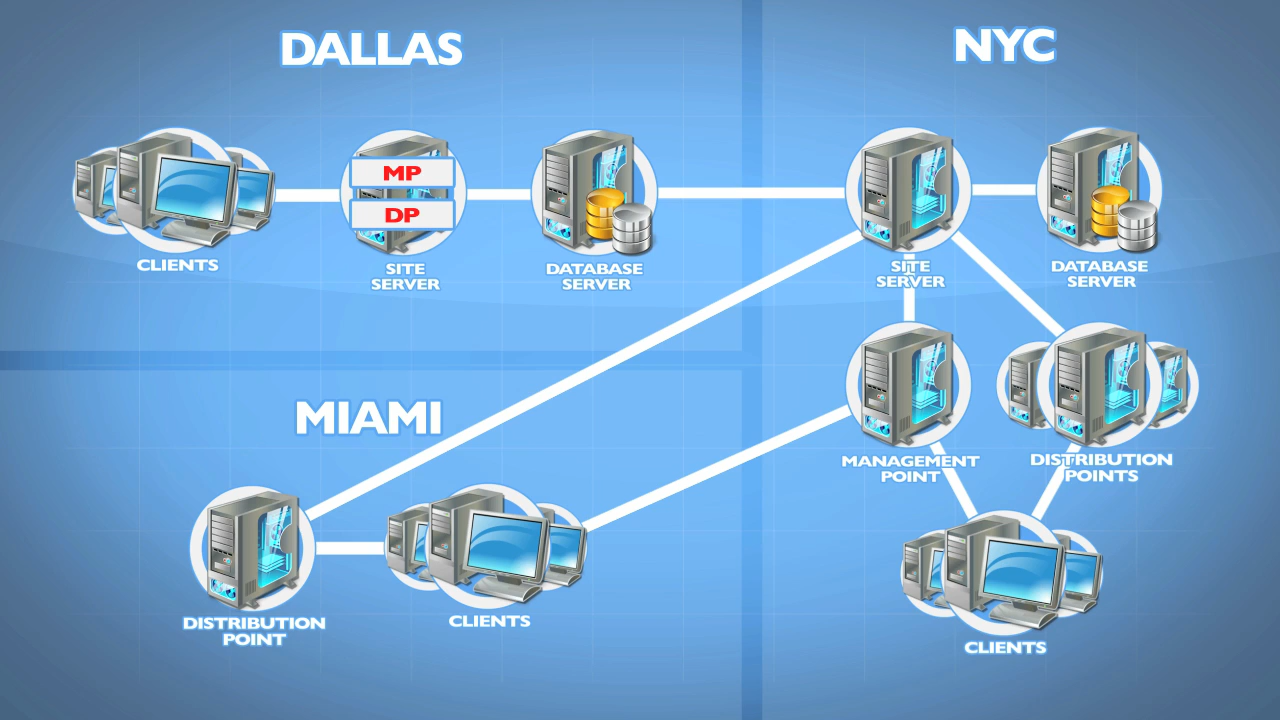 DALLAS
NYC
MP
DP
CLIENTS
SITE
SERVER
DATABASE
SERVER
SITE
SERVER
DATABASE
SERVER
MIAMI
MANAGEMENT
POINT
DISTRIBUTION
POINTS
DISTRIBUTION
POINT
CLIENTS
CLIENTS